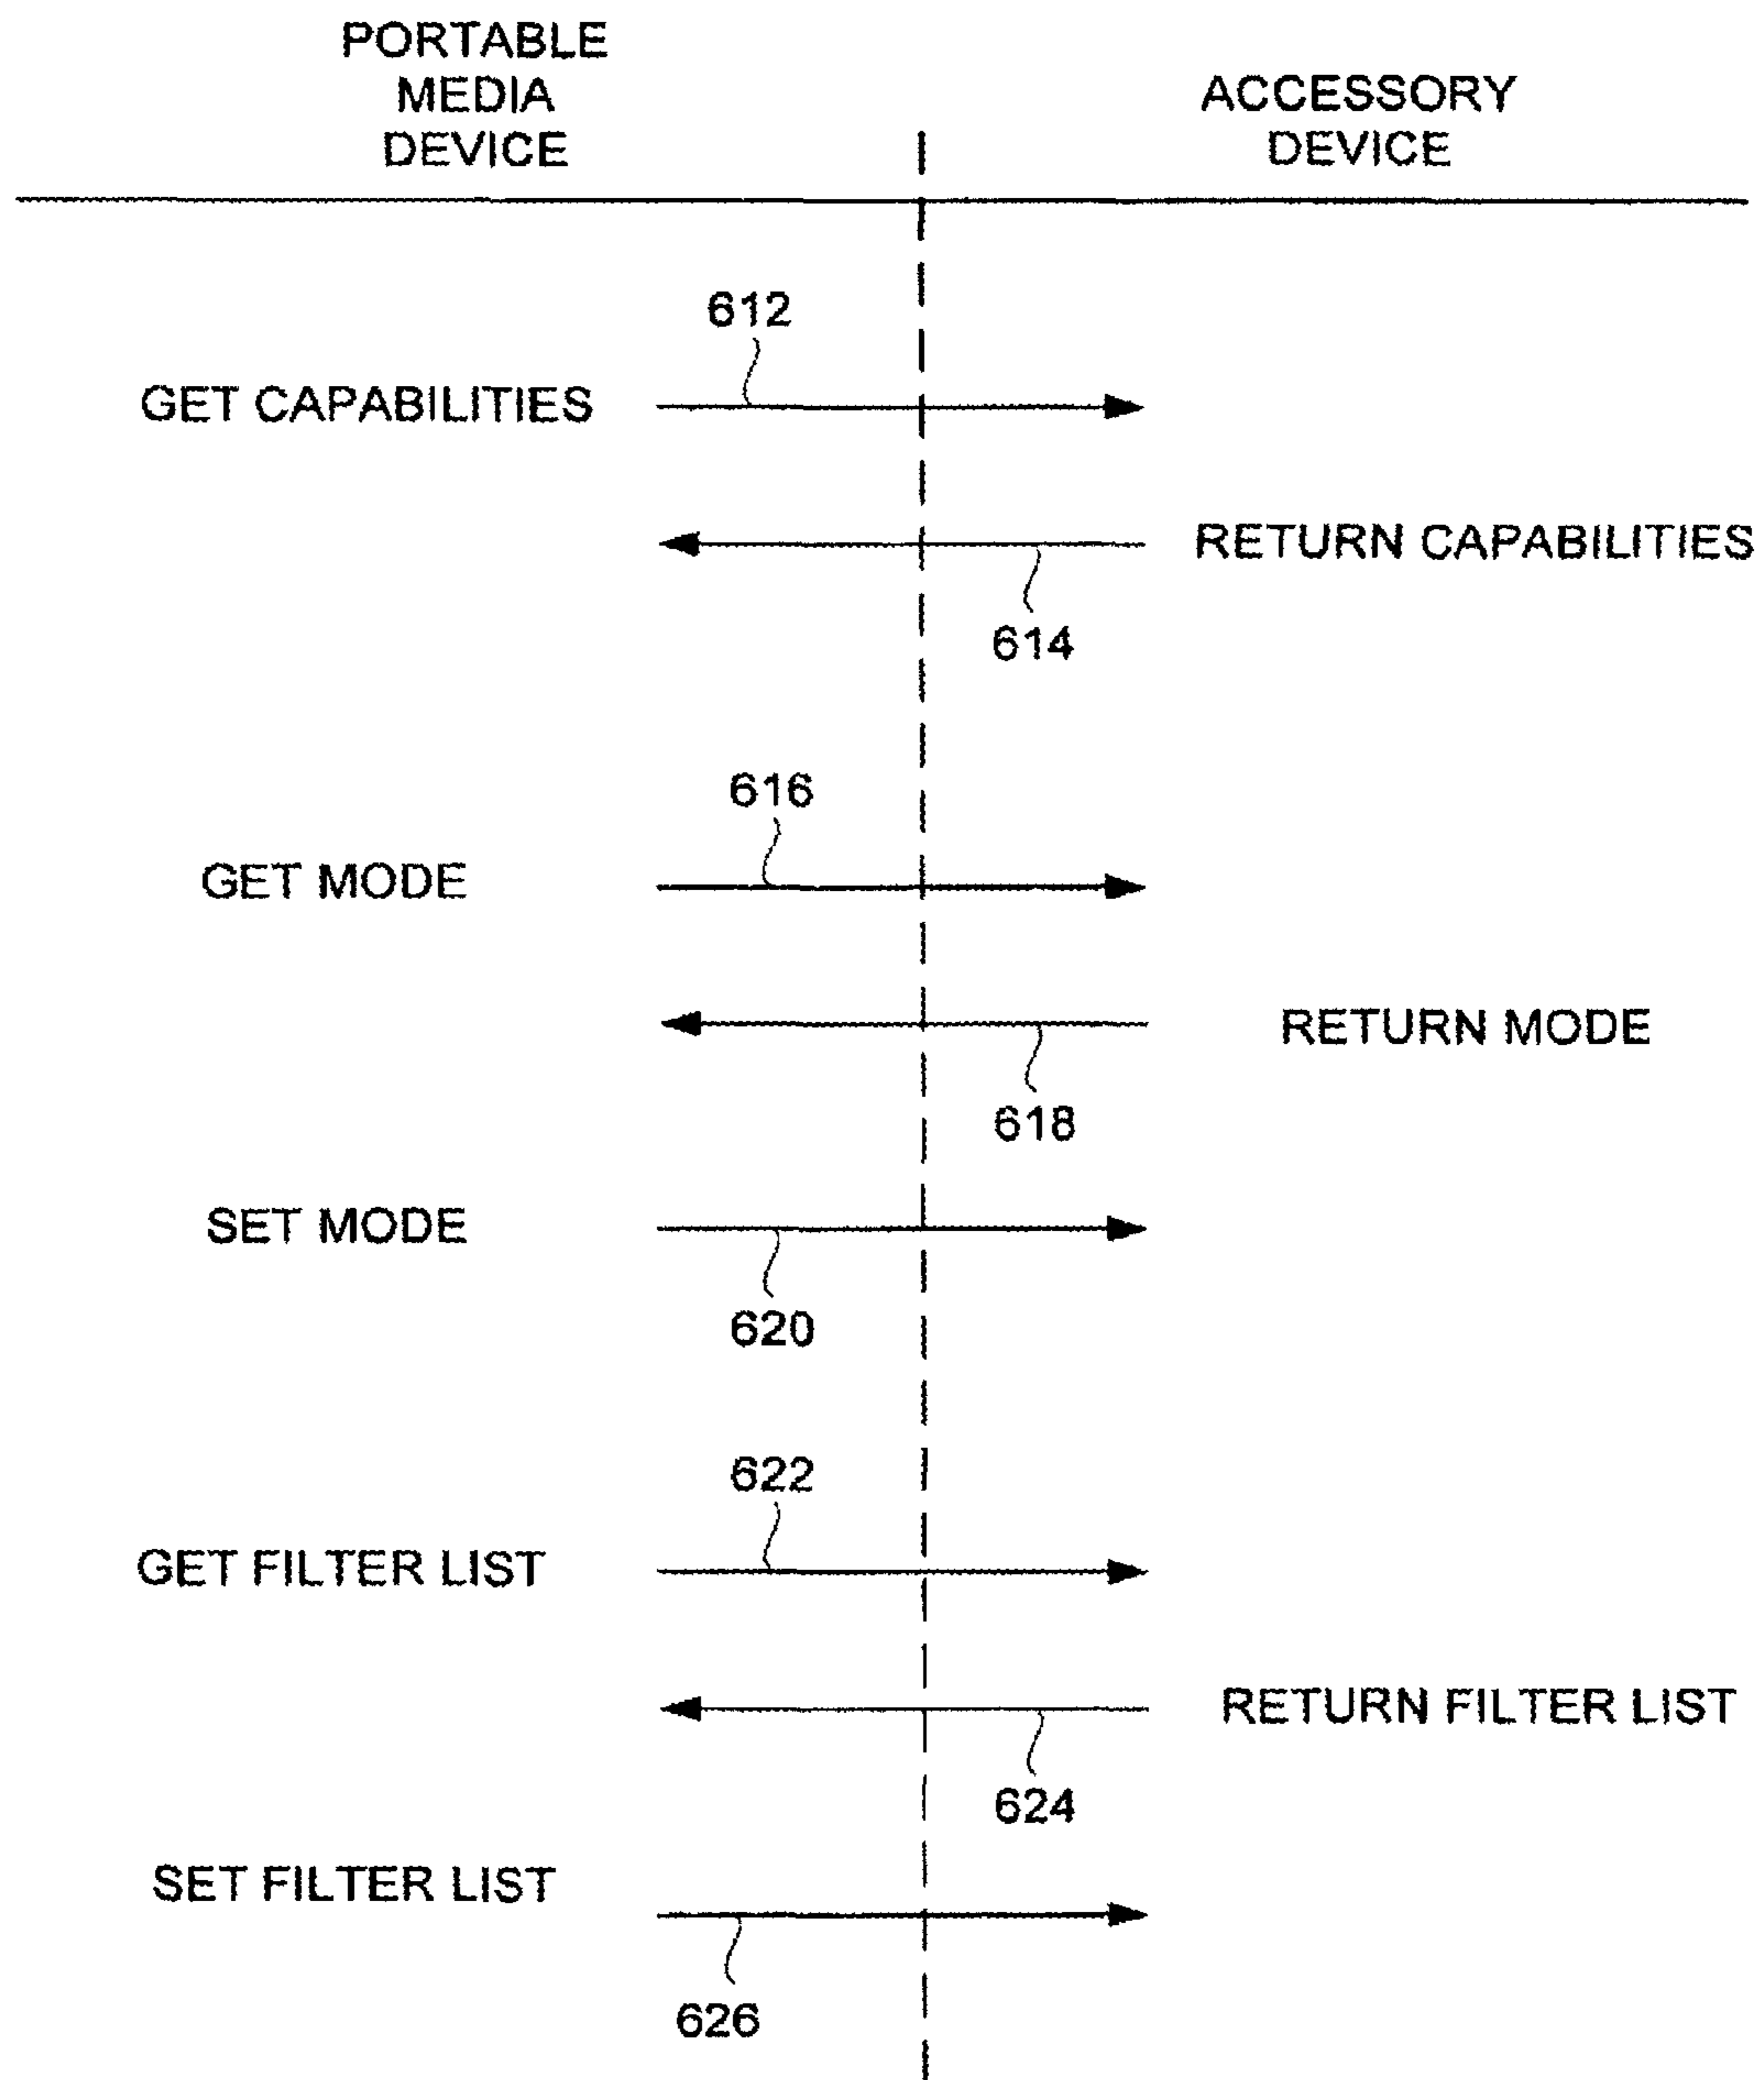 PORTABLE
MEDIA
DEVICE
ACCESSORY
DEVICE
612
GET CAPABILITIES
RETURN CAPABILITIES
614
616
GET MODE
RETURN MODE
618
SET MODE
620
622
GET FILTER LIST
RETURN FILTER LIST
624
SET FILTER LIST
626